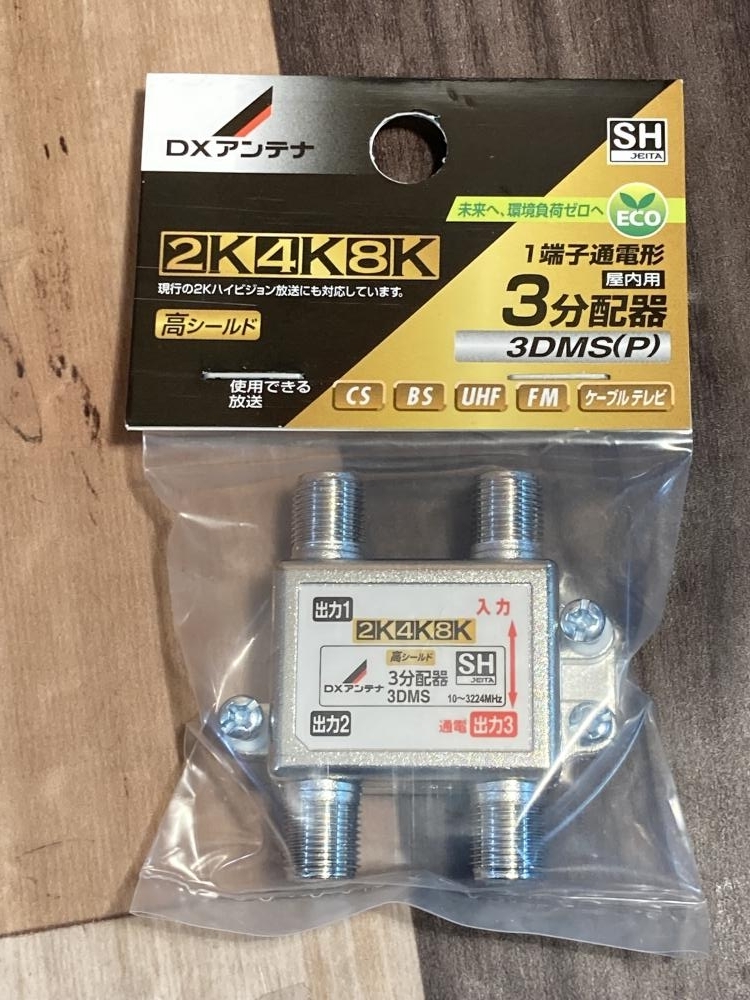 DXアンテナ
SH
JEITA
未来へ、環境負荷ゼロへ
ECO
2K4K8K
現行の2Kハイビジョン放送にも対応しています。
高シールド
1端子通電形
屋内用
3分配器
3DMS(P)
使用できる
放送
CS BS UHF FM ケーブルテレビ
出力1
入力
2K4K8K
高シールド
DXアンテナ
3分配器
3DMS
SH
JEITA
10～3224MHz
出力2
通電 出力3